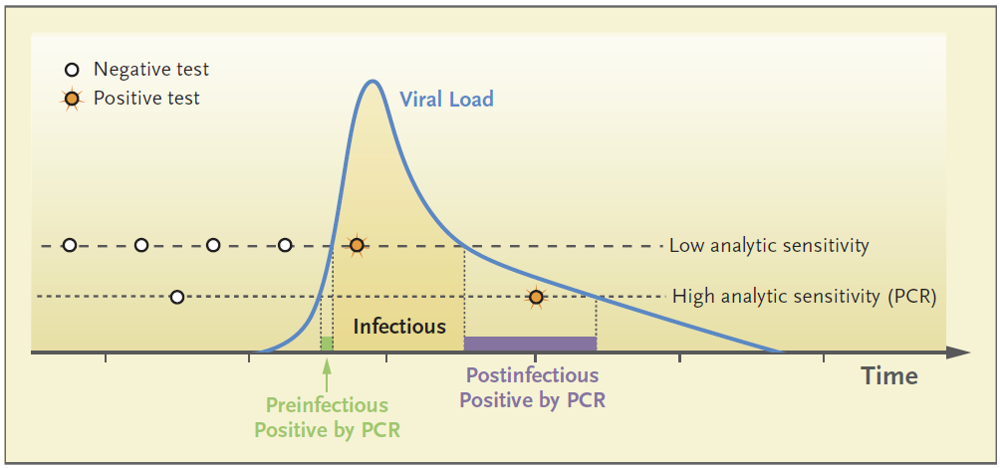 Negative test
Positive test
Viral Load
Low analytic sensitivity
High analytic sensitivity (PCR)
Infectious
Time
Postinfectious
Positive by PCR
Preinfectious
Positive by PCR